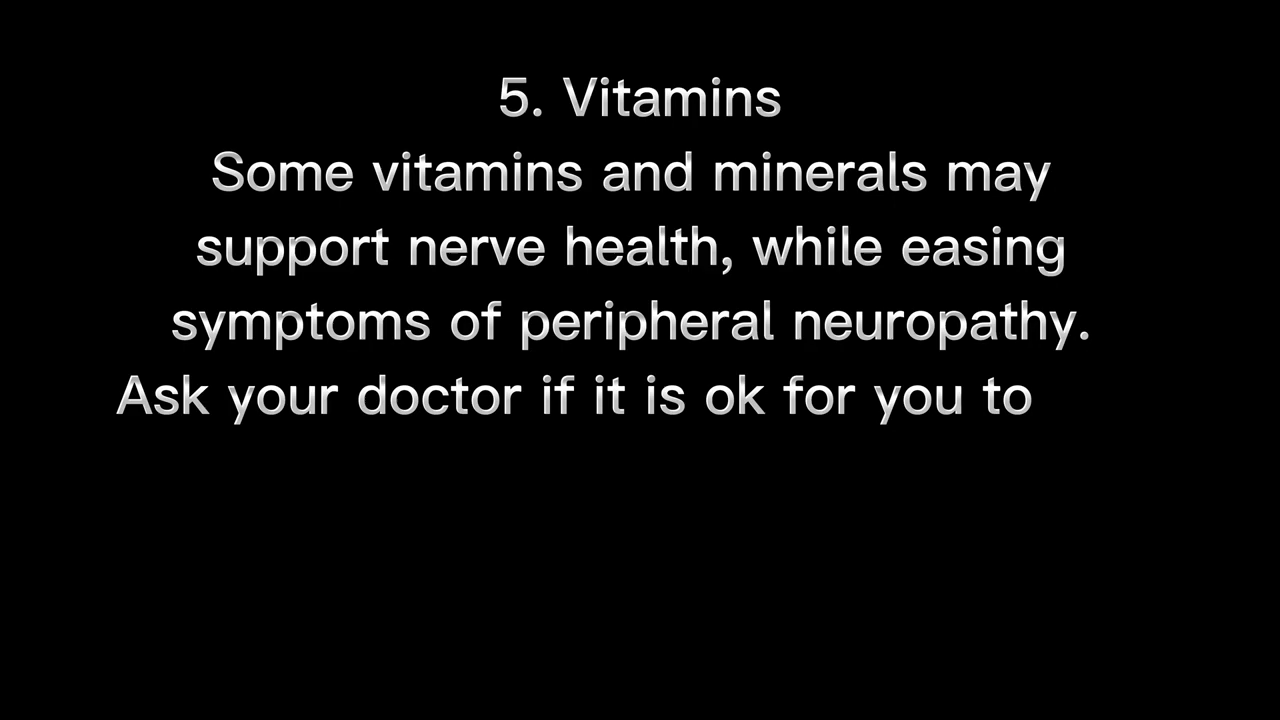 5. Vitamins
Some vitamins and minerals may
support nerve health, while easing
symptoms of peripheral neuropathy.
Ask your doctor if it is ok for you to